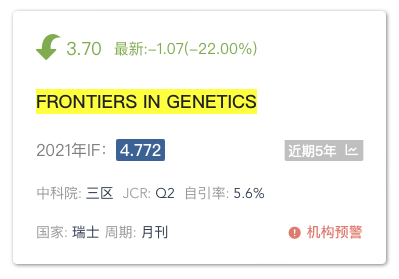 3.70 最新:-1.07(-22.00%)
FRONTIERS IN GENETICS
2021年IF： 4.772 近期5年
中科院: 三区 JCR: Q2 自引率: 5.6%
国家: 瑞士 周期: 月刊 机构预警